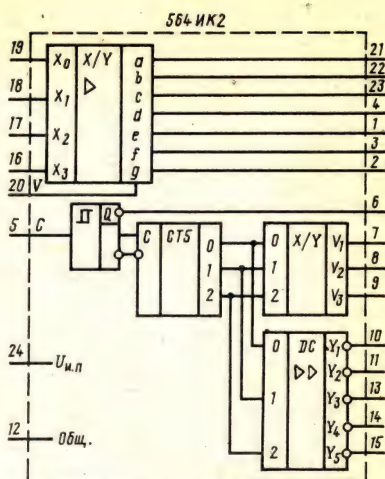 564 ИК2
19 X₀ X/Y a 21
▷ b 22
18 X₁ c 23
d 4
17 X₂ e 1
f 3
16 X₃ g 2
20 V
Q 6
5 C C CT5 0 0 X/Y V₁ 7
1 1 V₂ 8
2 2 V₃ 9
0 DC Y₁ 10
▷▷ Y₂ 11
24 Uи.п 1 Y₃ 13
Y₄ 14
12 Общ. 2 Y₅ 15